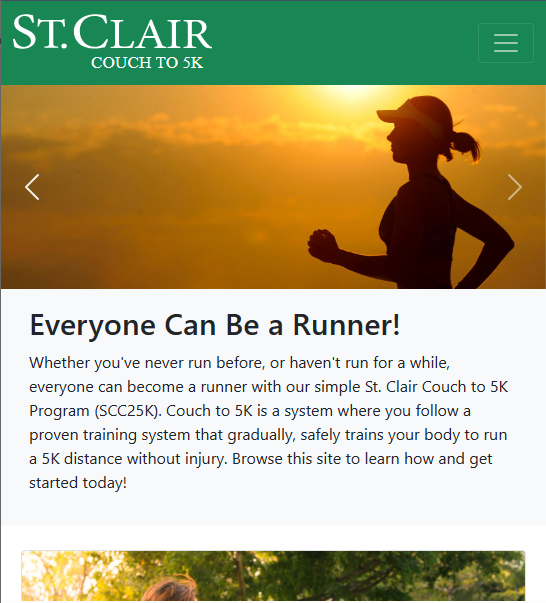 ST. CLAIR
COUCH TO 5K
Everyone Can Be a Runner!
Whether you've never run before, or haven't run for a while,
everyone can become a runner with our simple St. Clair Couch to 5K
Program (SCC25K). Couch to 5K is a system where you follow a
proven training system that gradually, safely trains your body to run
a 5K distance without injury. Browse this site to learn how and get
started today!